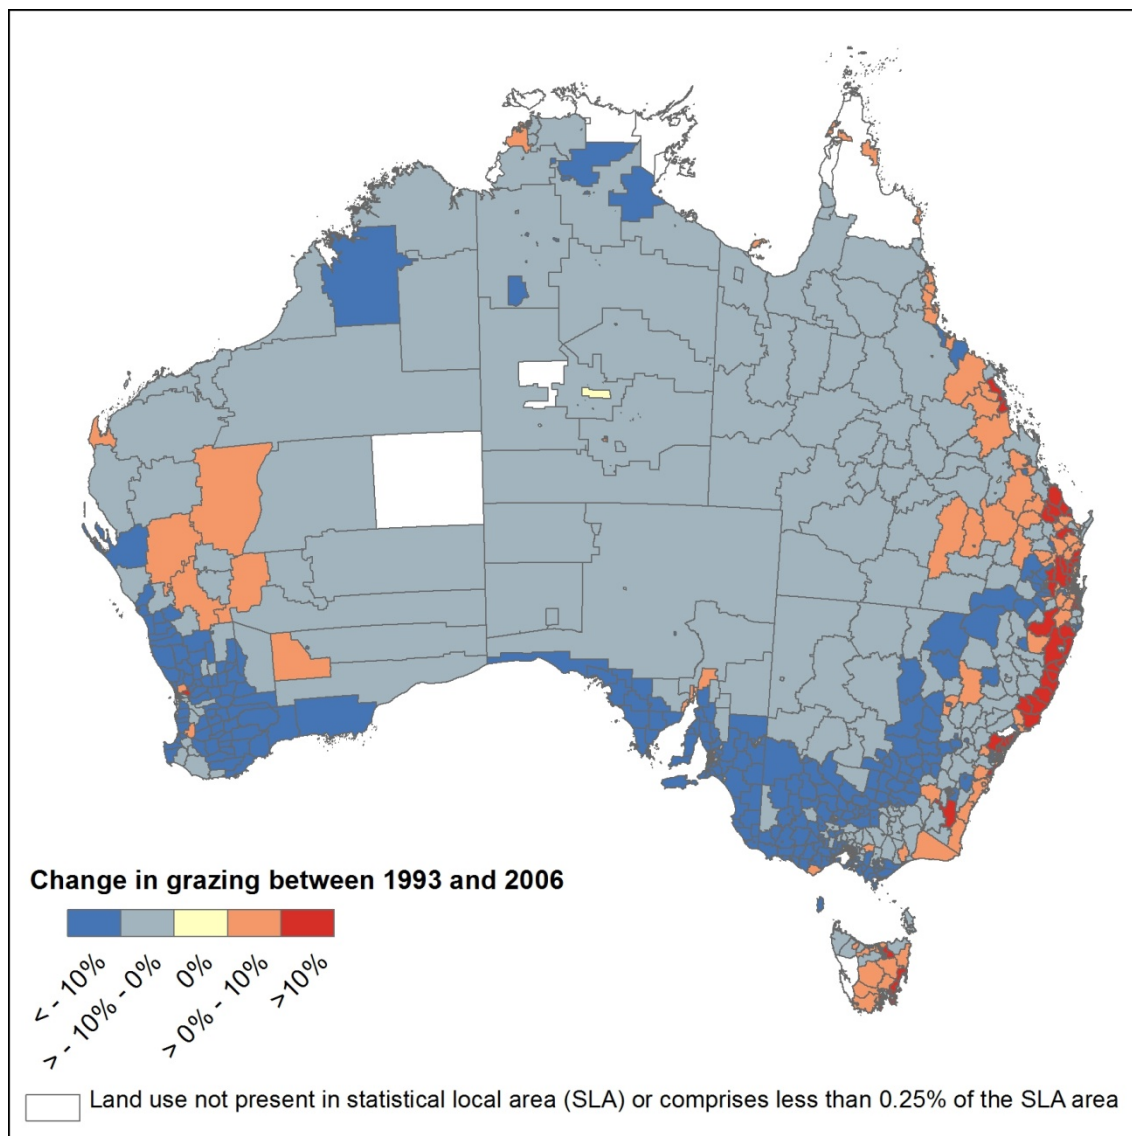 Change in grazing between 1993 and 2006
< - 10%
> - 10% - 0%
0%
> 0% - 10%
>10%
Land use not present in statistical local area (SLA) or comprises less than 0.25% of the SLA area